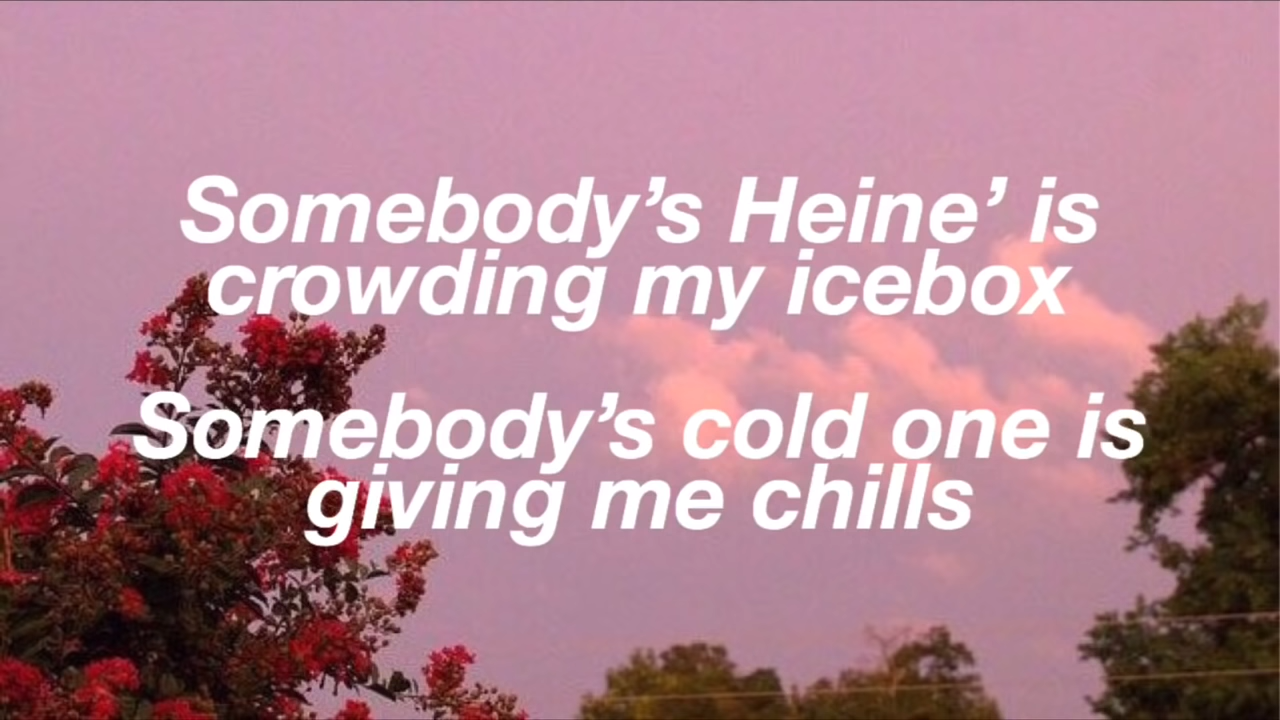 Somebody’s Heine’ is
crowding my icebox
Somebody’s cold one is
giving me chills